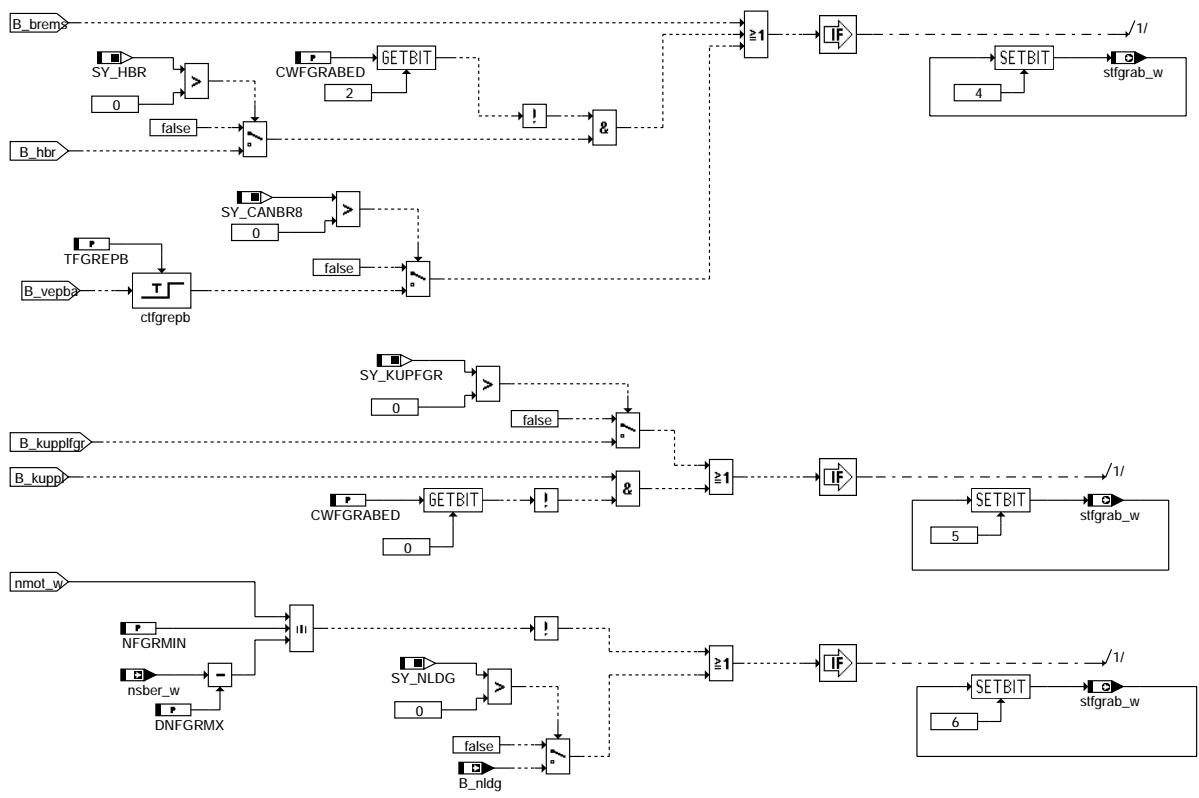 B_brems
/1/
≥1
IF
SY_HBR
P
CWFGRABED
GETBIT
SETBIT
stfgrab_w
>
0
2
4
false
!
&
B_hbr
SY_CANBR8
>
0
P
TFGREPB
false
B_vepba
T
ctfgrepb
SY_KUPFGR
>
0
false
B_kupplfgr
B_kuppl
&
≥1
IF
/1/
P
CWFGRABED
GETBIT
!
SETBIT
stfgrab_w
0
5
nmot_w
P
NFGRMIN
!
nsber_w
-
P
DNFGRMX
SY_NLDG
>
0
≥1
IF
/1/
SETBIT
stfgrab_w
6
false
B_nldg